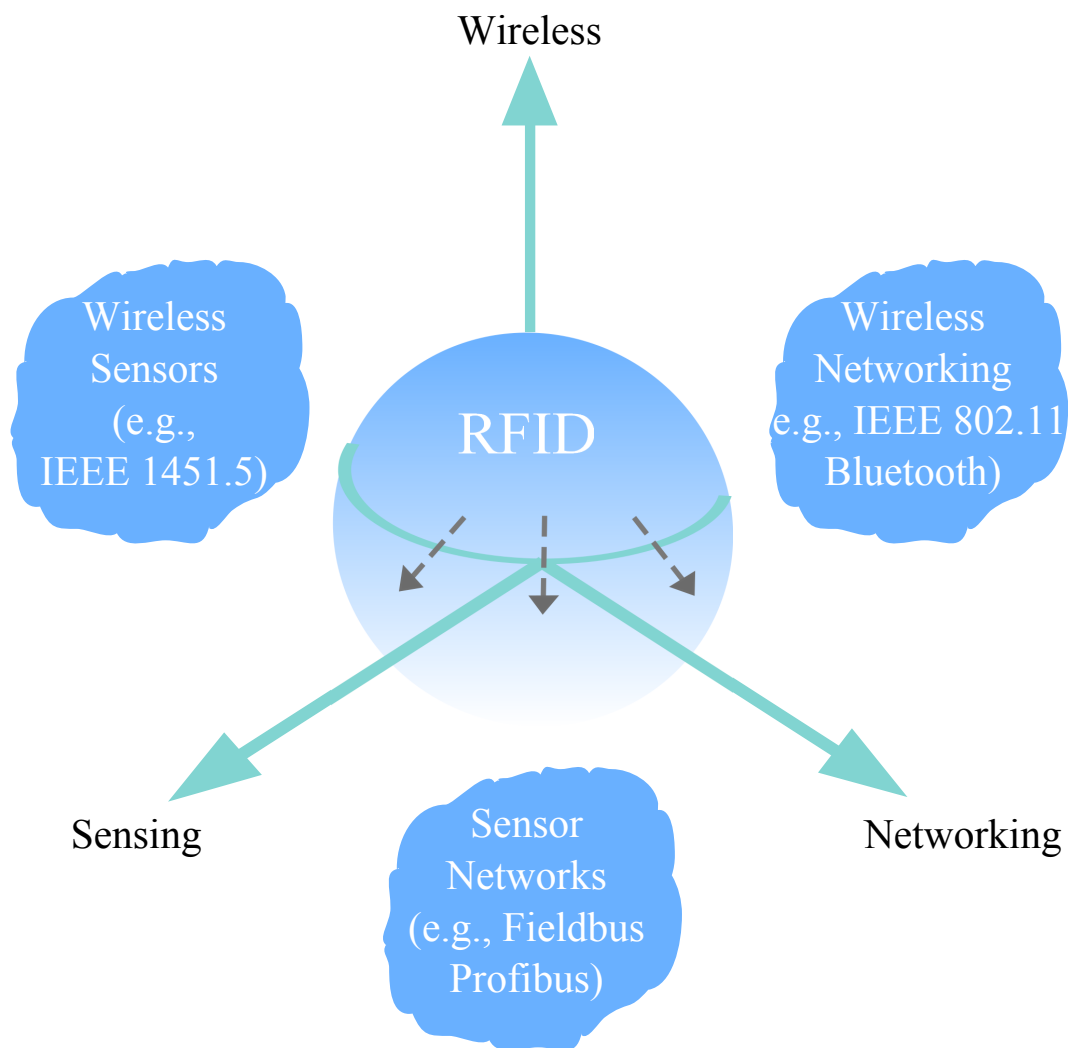 Wireless
Wireless
Sensors
(e.g.,
IEEE 1451.5)
RFID
Wireless
Networking
e.g., IEEE 802.11
Bluetooth)
Sensing
Sensor
Networks
(e.g., Fieldbus
Profibus)
Networking